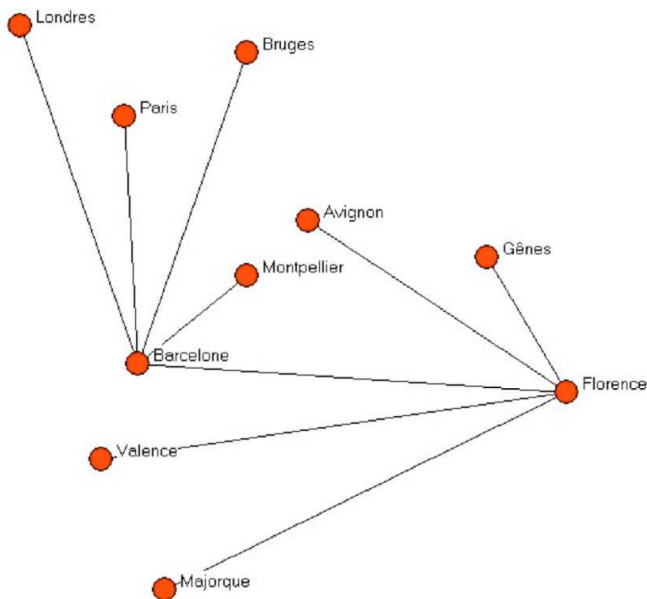 Londres
Bruges
Paris
Avignon
Gênes
Montpellier
Barcelone
Florence
Valence
Majorque